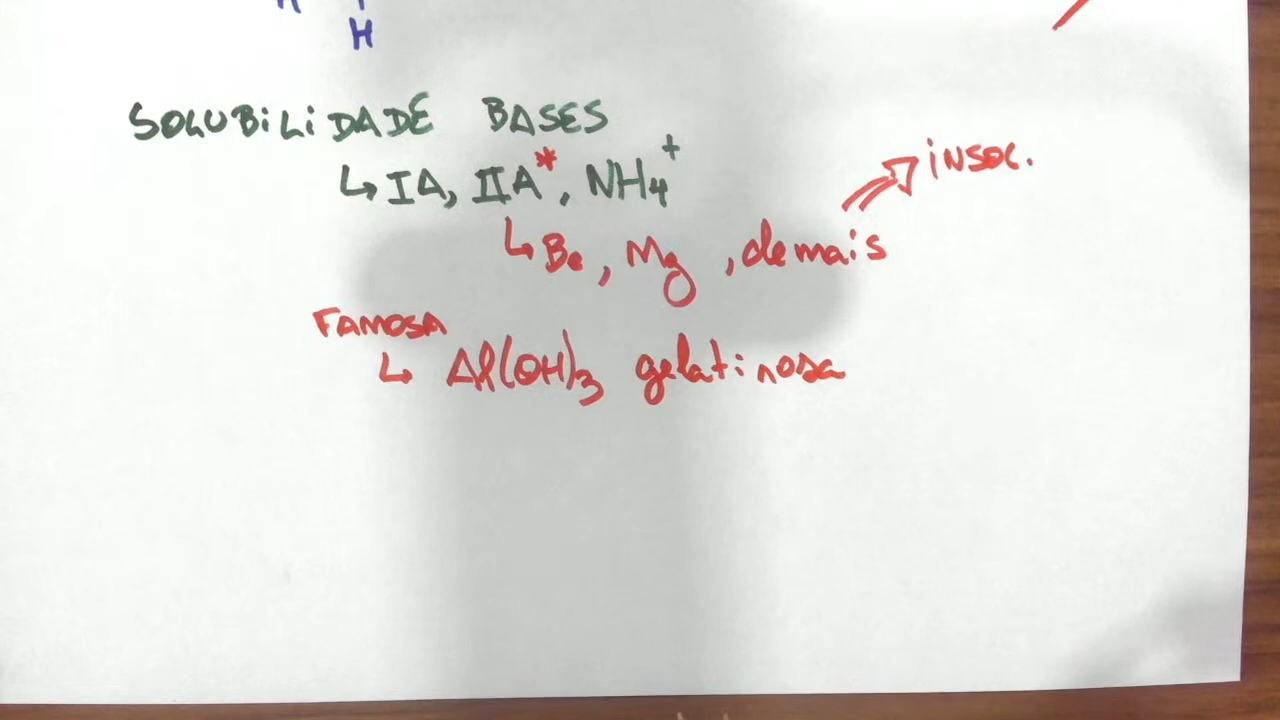 H
SOLUBILIDADE BASES
↳ IA, IIA*, NH4+
⇒ INSOL.
↳ Be, Mg, demais
FAMOSA
↳ Al(OH)3 gelatinosa